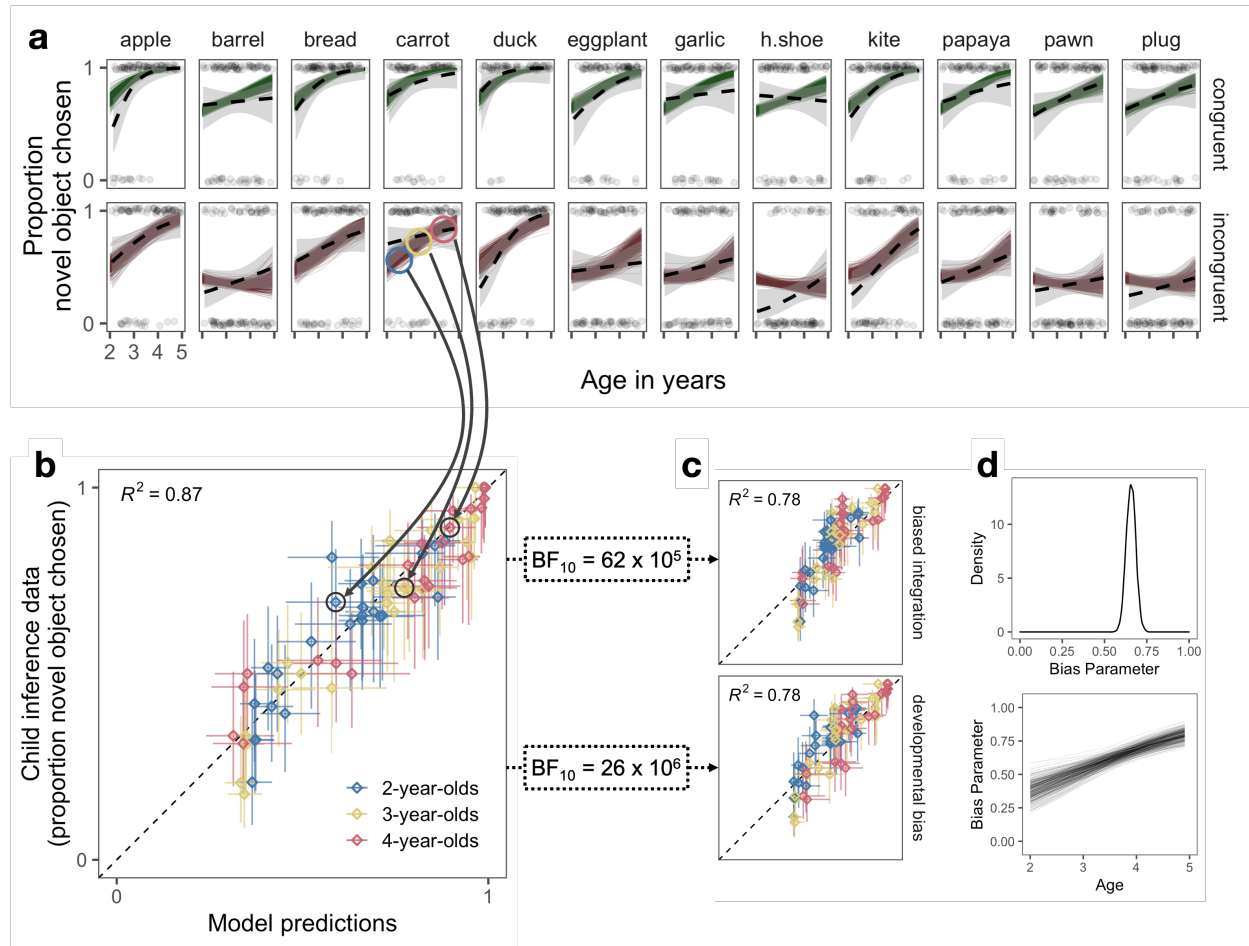 a
apple barrel bread carrot duck eggplant garlic h.shoe kite papaya pawn plug
Proportion
novel object chosen
1
0
congruent
1
0
incongruent
2 3 4 5
Age in years
b
R² = 0.87
1
0
Child inference data
(proportion novel object chosen)
2-year-olds
3-year-olds
4-year-olds
0 1
Model predictions
BF₁₀ = 62 x 10⁵
BF₁₀ = 26 x 10⁶
c
R² = 0.78
biased integration
R² = 0.78
developmental bias
d
Density
10
5
0
0.00 0.25 0.50 0.75 1.00
Bias Parameter
Bias Parameter
1.00
0.75
0.50
0.25
0.00
2 3 4 5
Age